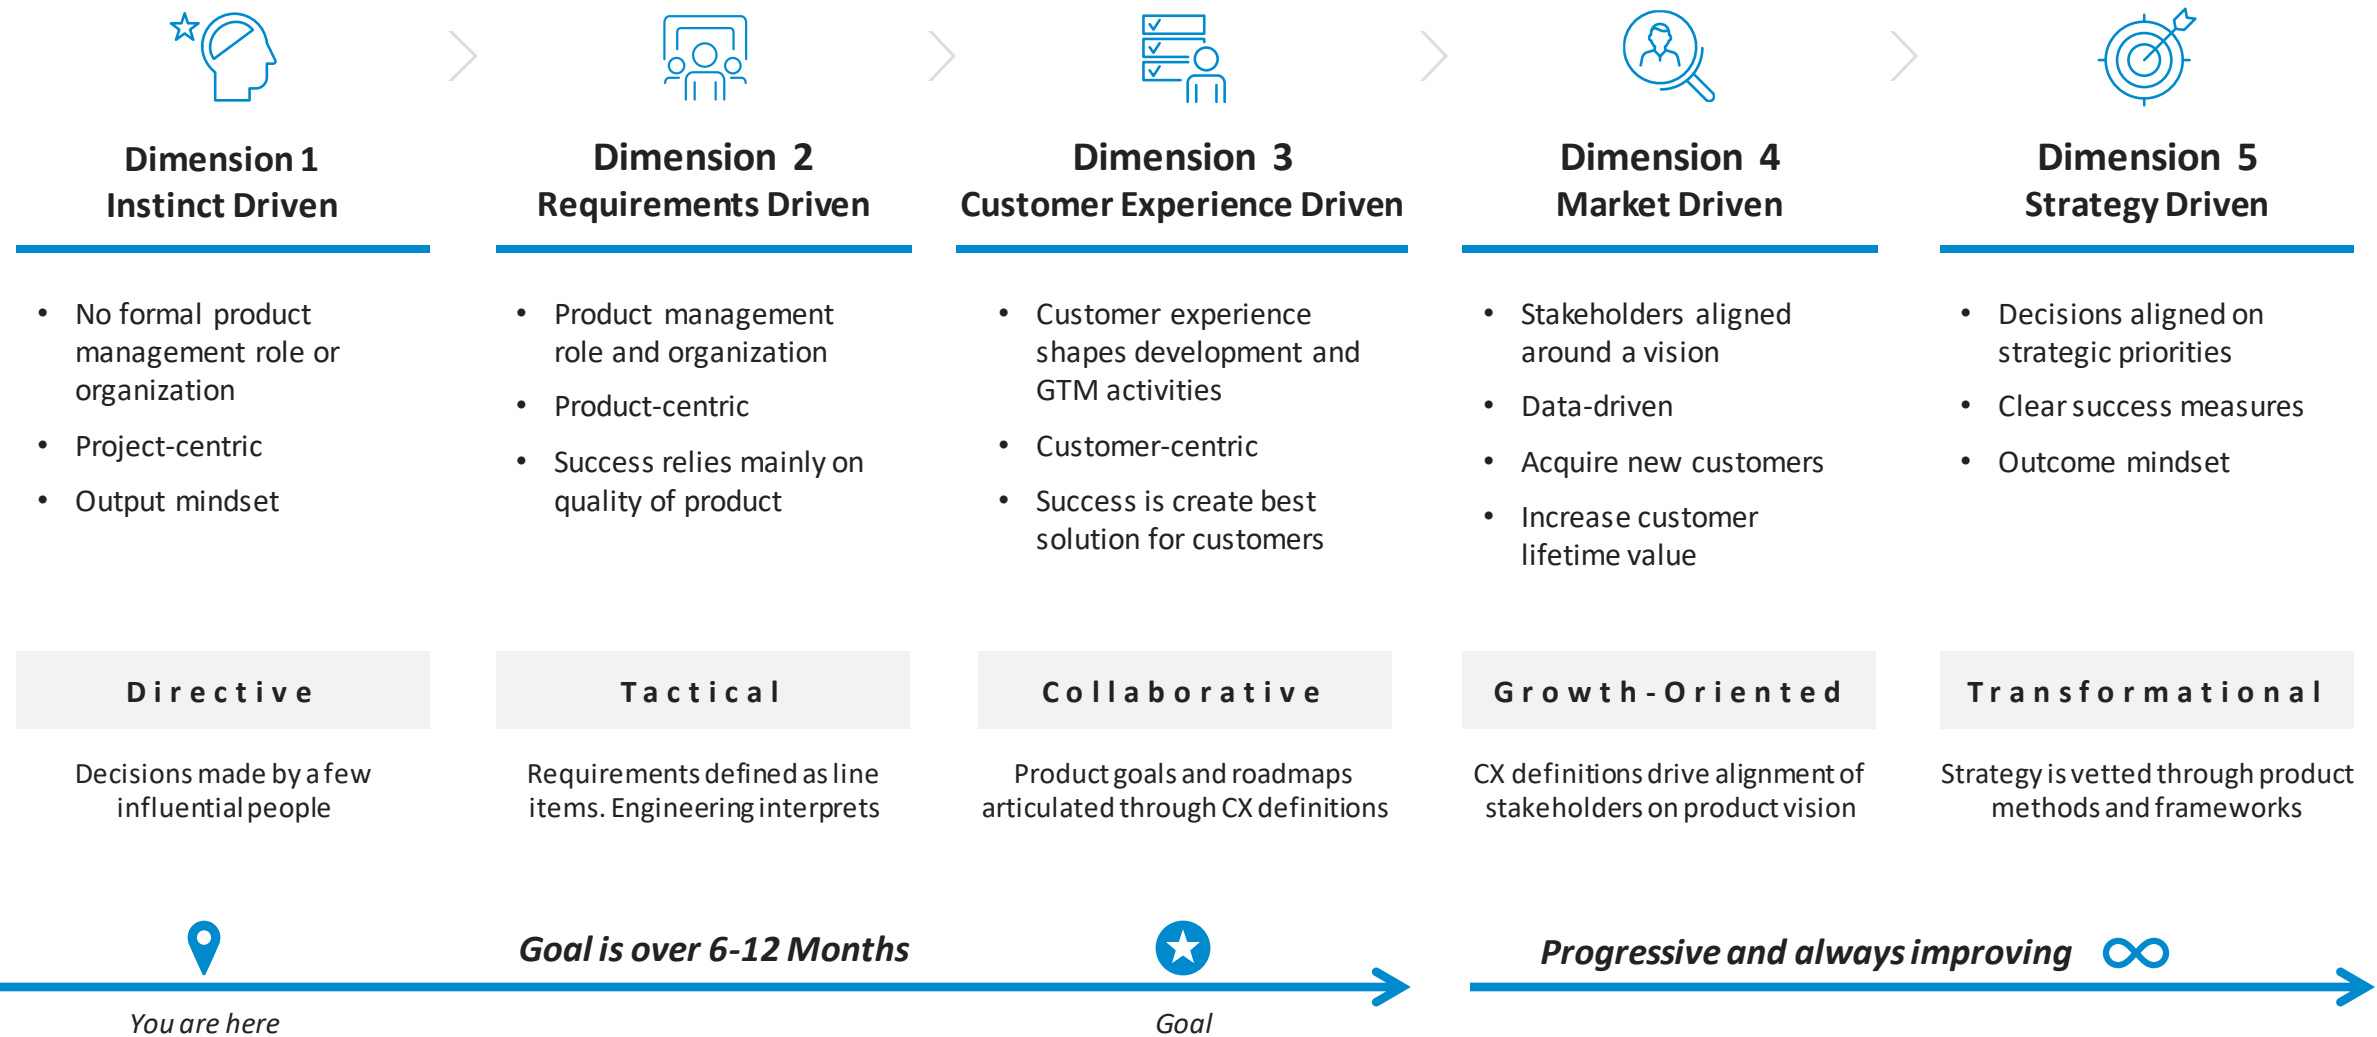 Dimension 1
Instinct Driven
• No formal product
management role or
organization
• Project-centric
• Output mindset
Directive
Decisions made by a few
influential people
Dimension 2
Requirements Driven
• Product management
role and organization
• Product-centric
• Success relies mainly on
quality of product
Tactical
Requirements defined as line
items. Engineering interprets
Dimension 3
Customer Experience Driven
• Customer experience
shapes development and
GTM activities
• Customer-centric
• Success is create best
solution for customers
Collaborative
Product goals and roadmaps
articulated through CX definitions
Dimension 4
Market Driven
• Stakeholders aligned
around a vision
• Data-driven
• Acquire new customers
• Increase customer
lifetime value
Growth-Oriented
CX definitions drive alignment of
stakeholders on product vision
Dimension 5
Strategy Driven
• Decisions aligned on
strategic priorities
• Clear success measures
• Outcome mindset
Transformational
Strategy is vetted through product
methods and frameworks
Goal is over 6-12 Months
You are here
Goal
Progressive and always improving